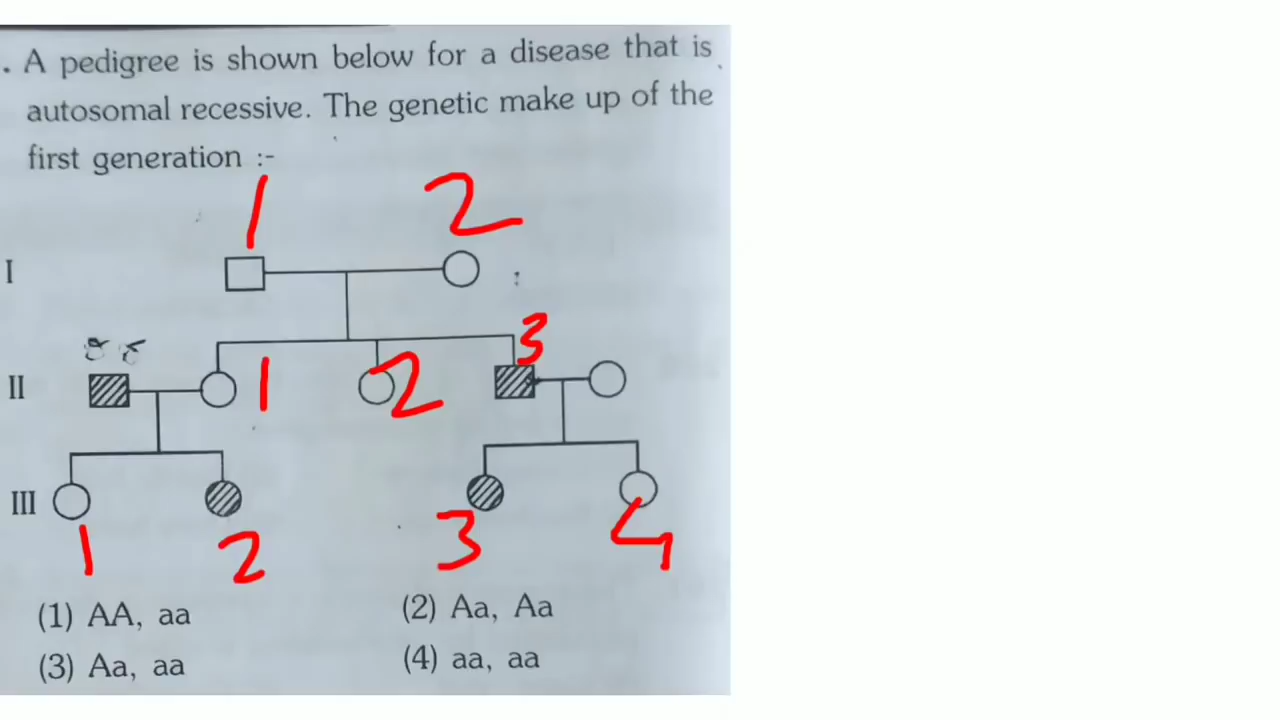 . A pedigree is shown below for a disease that is
autosomal recessive. The genetic make up of the
first generation :-
1 2
I
3
II 1 2
III
1 2 3 4
(1) AA, aa (2) Aa, Aa
(3) Aa, aa (4) aa, aa